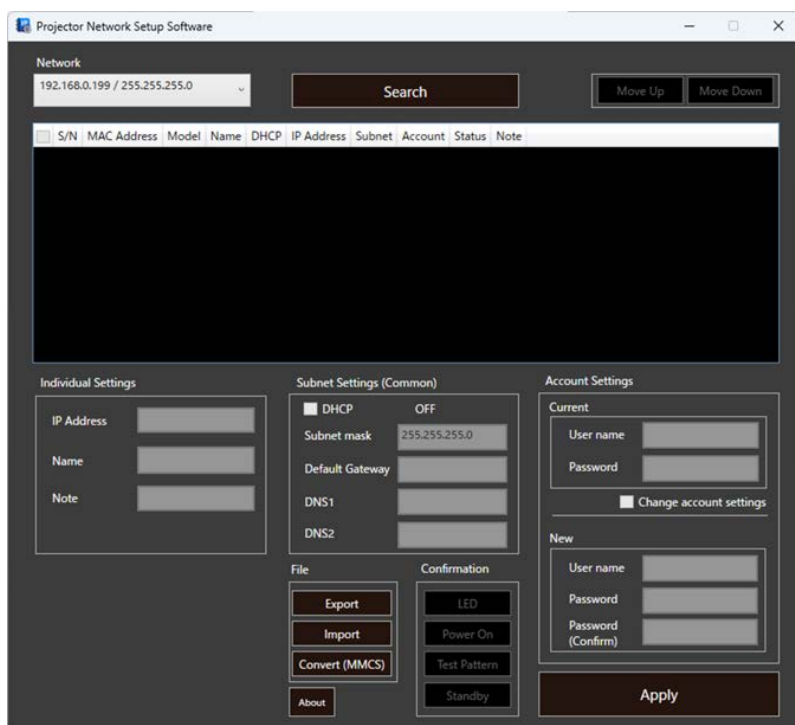 Projector Network Setup Software
Network
192.168.0.199 / 255.255.255.0
Search
Move Up
Move Down
S/N MAC Address Model Name DHCP IP Address Subnet Account Status Note
Individual Settings
IP Address
Name
Note
Subnet Settings (Common)
DHCP OFF
Subnet mask 255.255.255.0
Default Gateway
DNS1
DNS2
Account Settings
Current
User name
Password
Change account settings
New
User name
Password
Password
(Confirm)
File
Export
Import
Convert (MMCS)
About
Confirmation
LED
Power On
Test Pattern
Standby
Apply